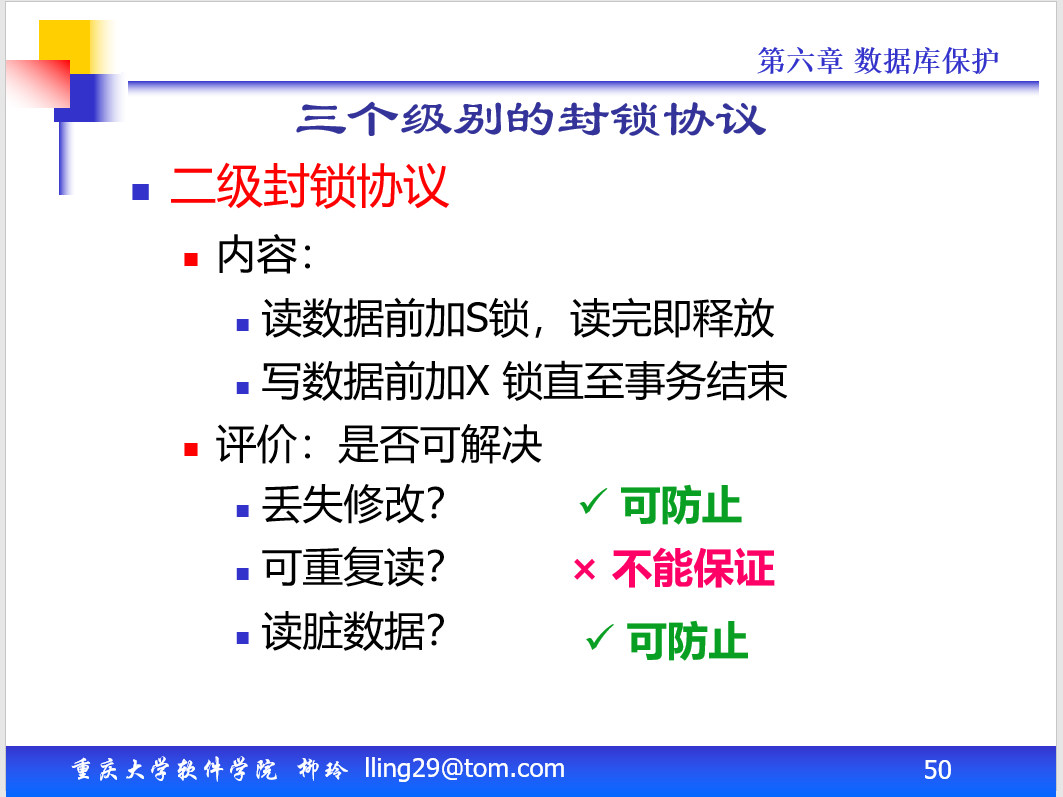 第六章 数据库保护
三个级别的封锁协议
二级封锁协议
内容：
读数据前加S锁，读完即释放
写数据前加X 锁直至事务结束
评价：是否可解决
丢失修改? ✓ 可防止
可重复读? × 不能保证
读脏数据? ✓ 可防止
重庆大学软件学院 柳玲 lling29@tom.com 50